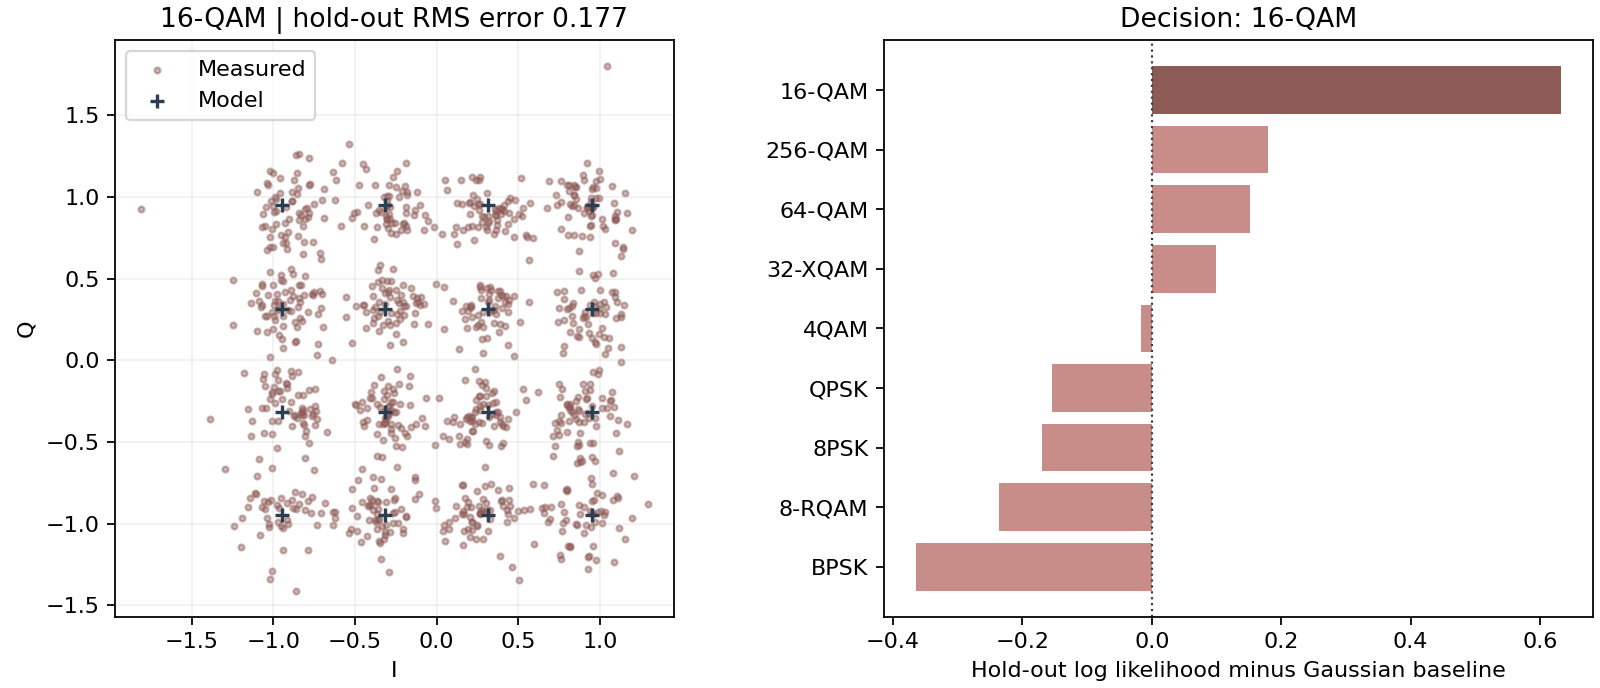 16-QAM | hold-out RMS error 0.177
Measured
Model
1.5
1.0
0.5
0.0
−0.5
−1.0
−1.5
Q
−1.5
−1.0
−0.5
0.0
0.5
1.0
I
Decision: 16-QAM
16-QAM
256-QAM
64-QAM
32-XQAM
4QAM
QPSK
8PSK
8-RQAM
BPSK
−0.4
−0.2
0.0
0.2
0.4
0.6
Hold-out log likelihood minus Gaussian baseline